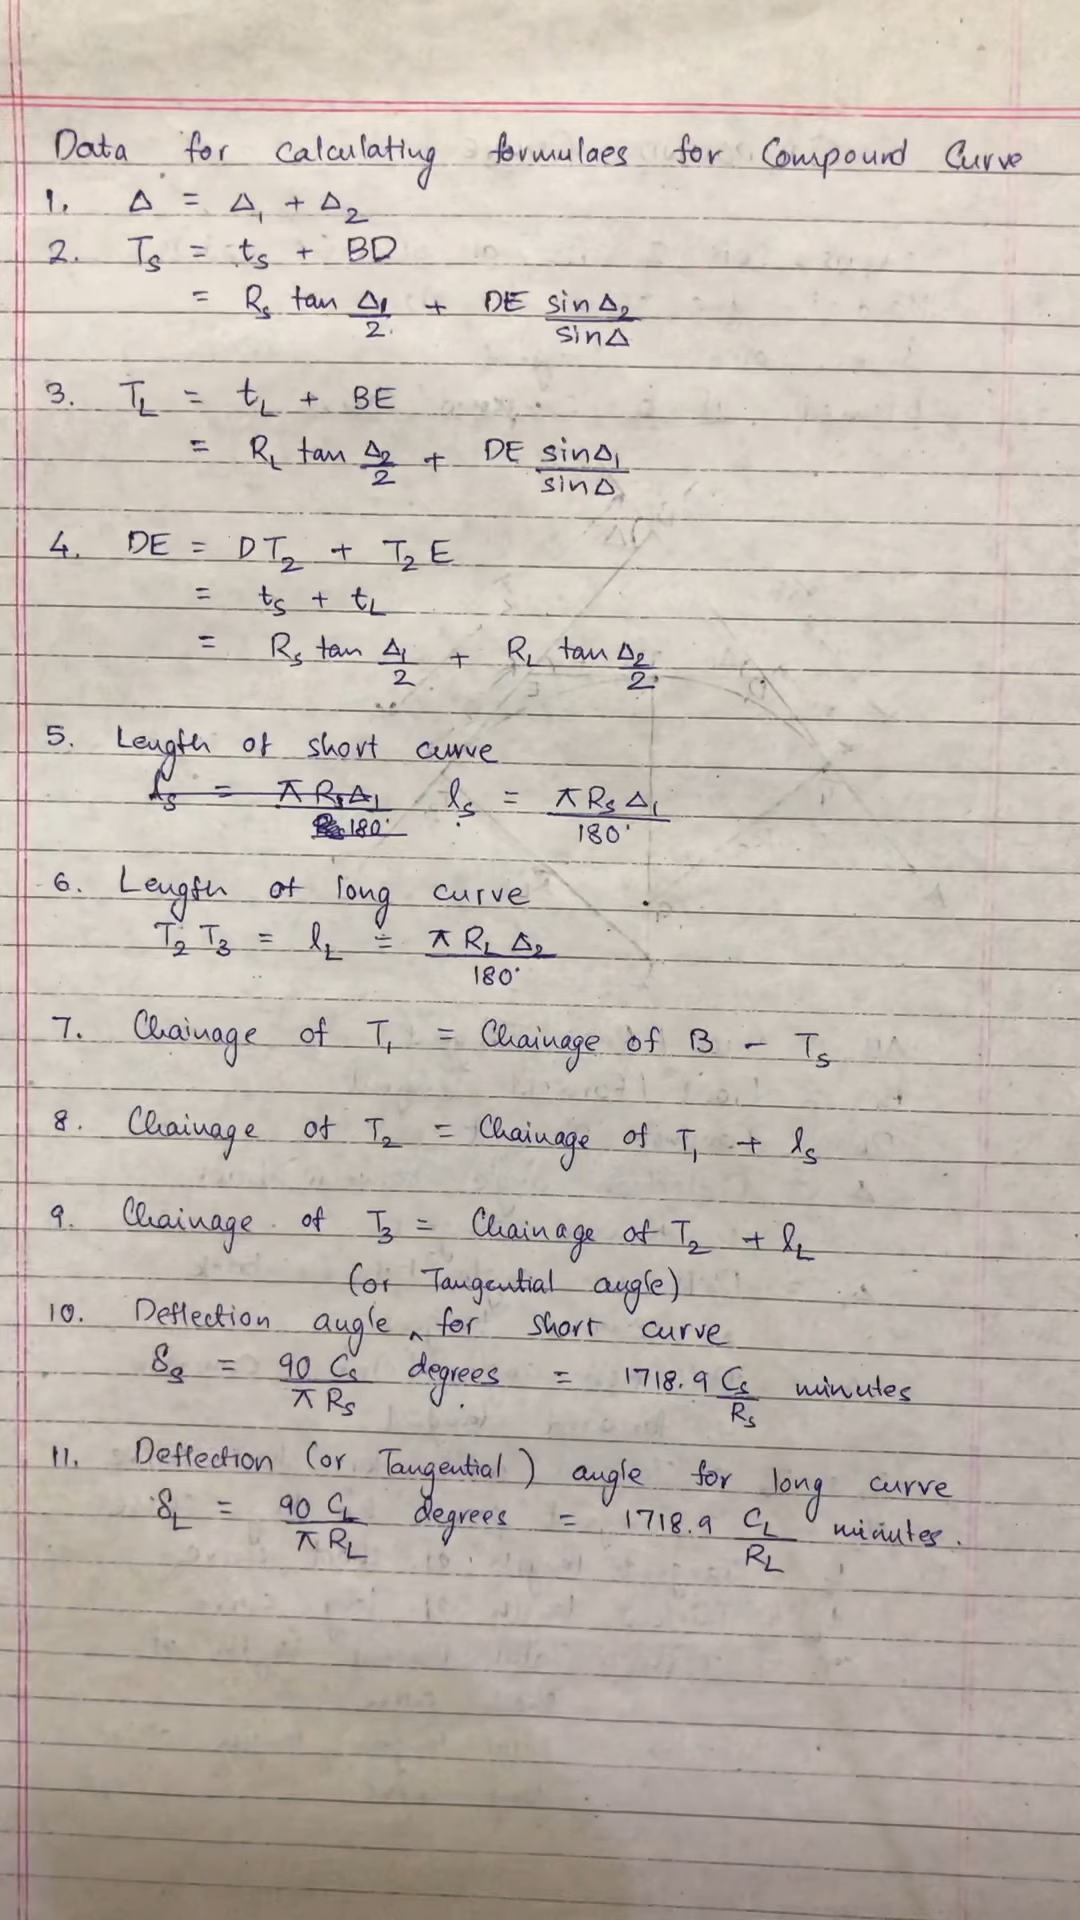 Data for calculating formulaes for Compound Curve
1. Δ = Δ₁ + Δ₂
2. Ts = ts + BD
= Rs tan Δ₁/2 + DE sinΔ₂/sinΔ
3. TL = tL + BE
= RL tan Δ₂/2 + DE sinΔ₁/sinΔ
4. DE = DT₂ + T₂E
= ts + tL
= Rs tan Δ₁/2 + RL tan Δ₂/2
5. Length of short curve
ls = πRsΔ₁/180° ls = πRsΔ₁/180°
6. Length of long curve
T₂T₃ = lL = πRLΔ₂/180°
7. Chainage of T₁ = Chainage of B - Ts
8. Chainage of T₂ = Chainage of T₁ + ls
9. Chainage of T₃ = Chainage of T₂ + lL
(or Tangential angle)
10. Deflection angle ^ for short curve
δs = 90 Cs/πRs degrees = 1718.9 Cs/Rs minutes
11. Deflection (or Tangential) angle for long curve
δL = 90 CL/πRL degrees = 1718.9 CL/RL minutes.